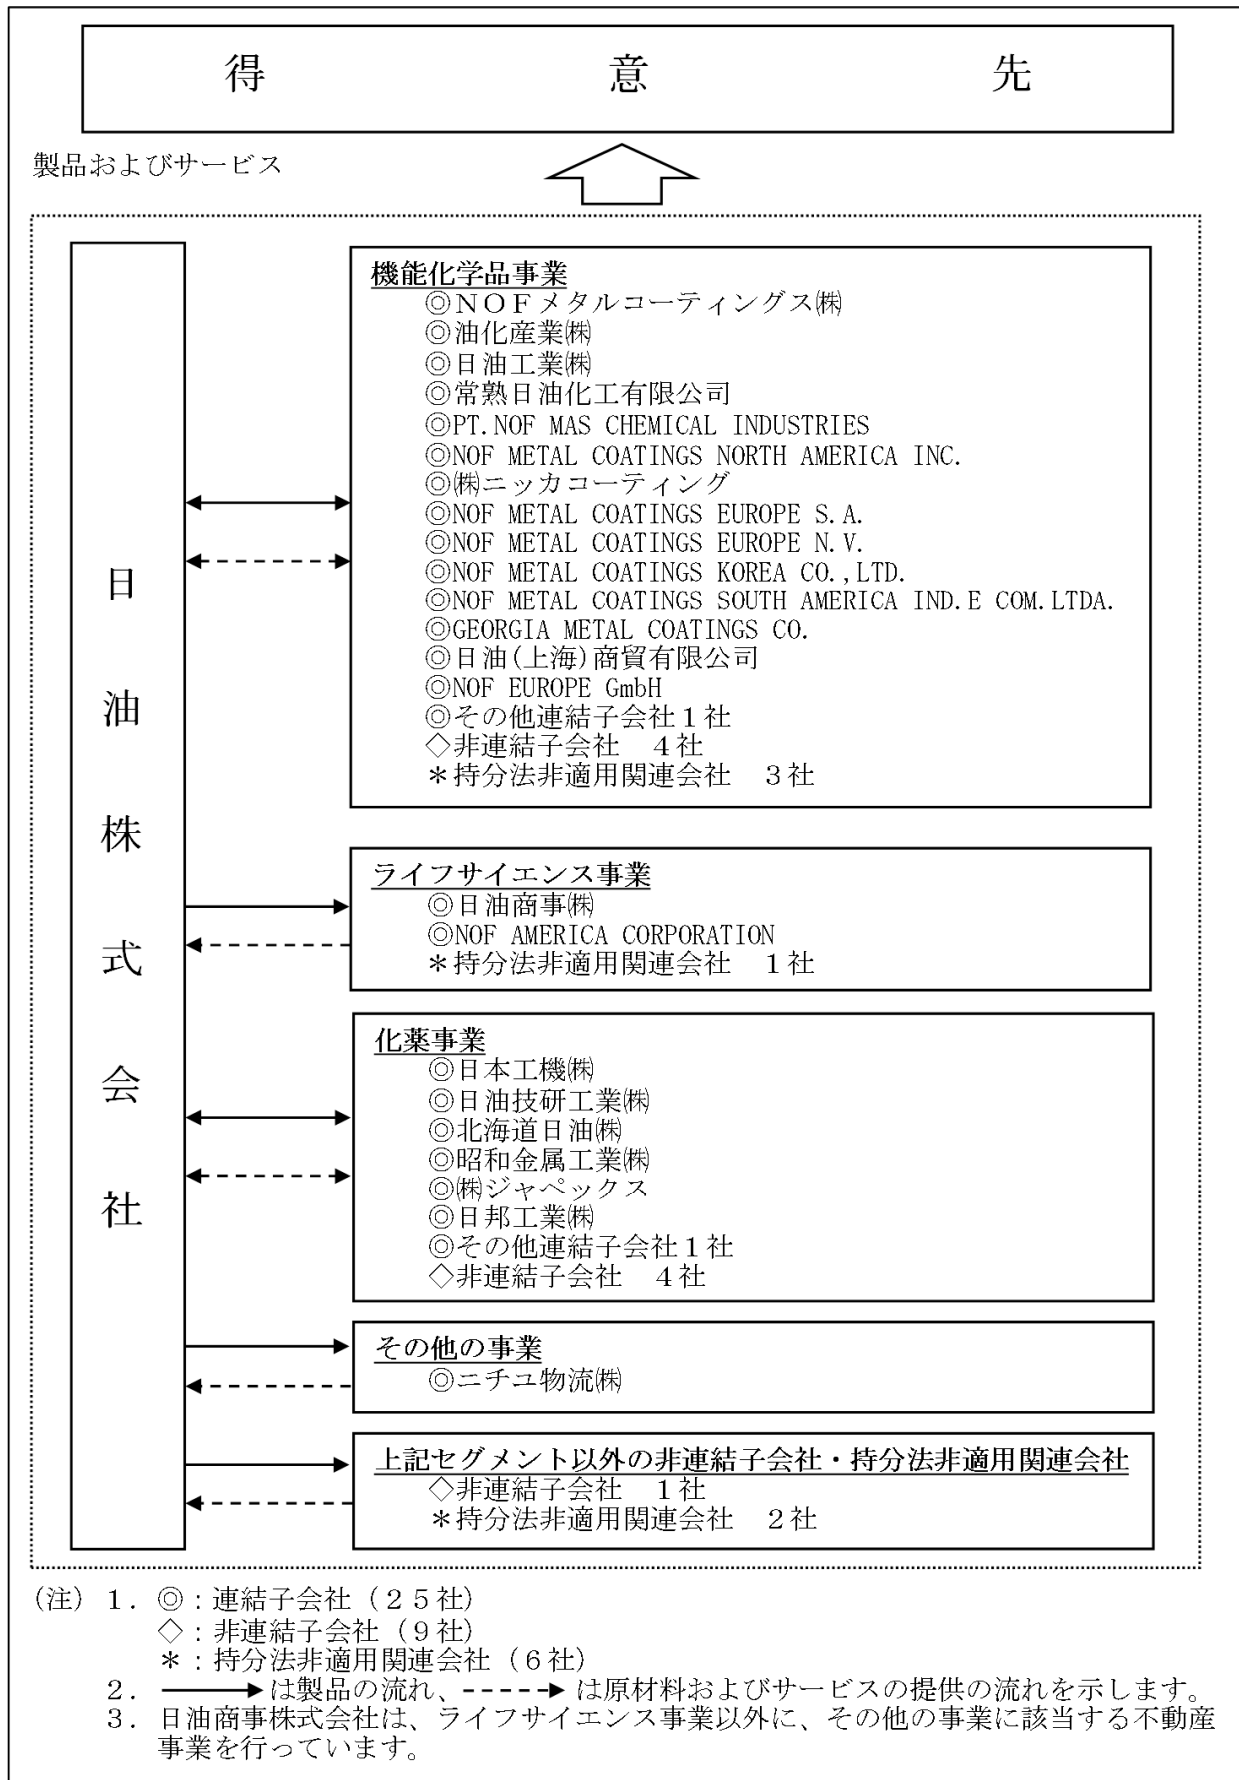 得意先
製品およびサービス
日油株式会社
機能化学品事業
◎ＮＯＦメタルコーティングス㈱
◎油化産業㈱
◎日油工業㈱
◎常熟日油化工有限公司
◎PT.NOF MAS CHEMICAL INDUSTRIES
◎NOF METAL COATINGS NORTH AMERICA INC.
◎㈱ニッカコーティング
◎NOF METAL COATINGS EUROPE S.A.
◎NOF METAL COATINGS EUROPE N.V.
◎NOF METAL COATINGS KOREA CO.,LTD.
◎NOF METAL COATINGS SOUTH AMERICA IND.E COM.LTDA.
◎GEORGIA METAL COATINGS CO.
◎日油(上海)商貿有限公司
◎NOF EUROPE GmbH
◎その他連結子会社１社
◇非連結子会社　４社
＊持分法非適用関連会社　３社
ライフサイエンス事業
◎日油商事㈱
◎NOF AMERICA CORPORATION
＊持分法非適用関連会社　１社
化薬事業
◎日本工機㈱
◎日油技研工業㈱
◎北海道日油㈱
◎昭和金属工業㈱
◎㈱ジャペックス
◎日邦工業㈱
◎その他連結子会社１社
◇非連結子会社　４社
その他の事業
◎ニチユ物流㈱
上記セグメント以外の非連結子会社・持分法非適用関連会社
◇非連結子会社　１社
＊持分法非適用関連会社　２社
(注)　１．◎：連結子会社（２５社）
◇：非連結子会社（９社）
＊：持分法非適用関連会社（６社）
２．　は製品の流れ、　は原材料およびサービスの提供の流れを示します。
３．日油商事株式会社は、ライフサイエンス事業以外に、その他の事業に該当する不動産
事業を行っています。